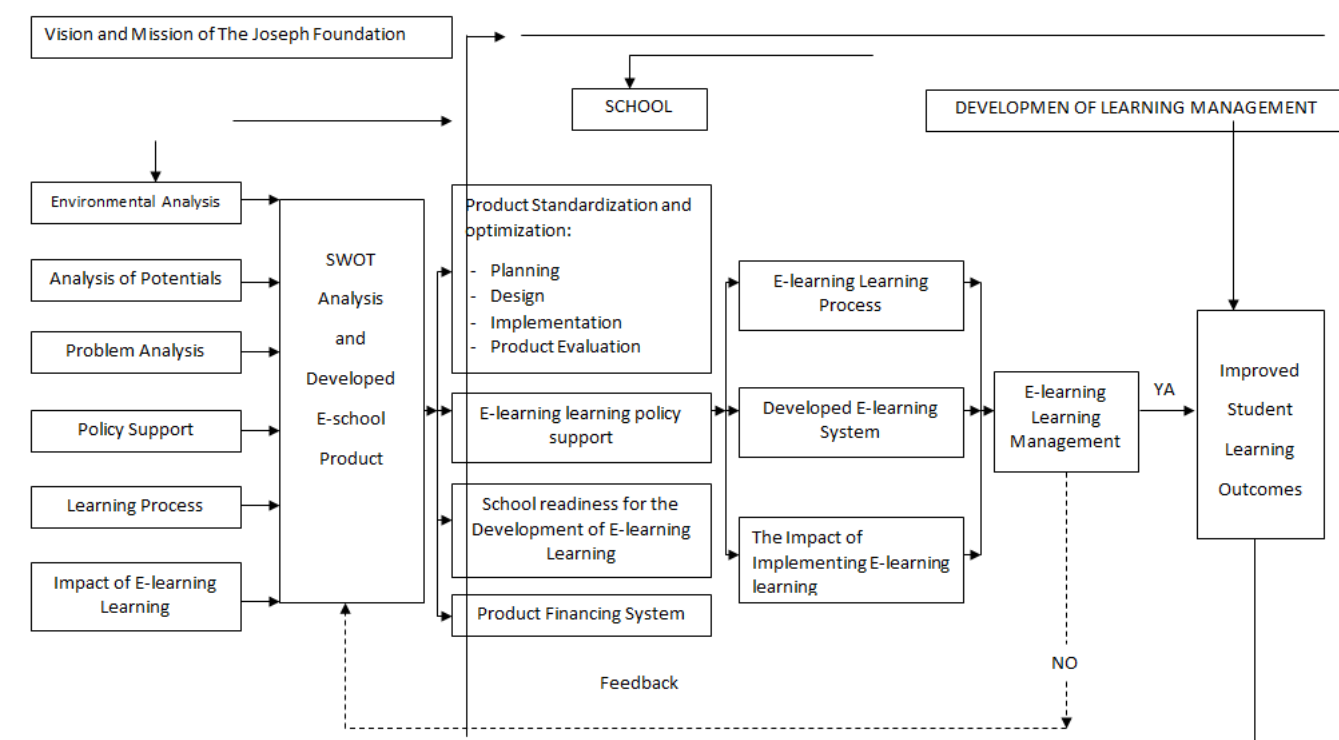 Vision and Mission of The Joseph Foundation
SCHOOL
DEVELOPMEN OF LEARNING MANAGEMENT
Environmental Analysis
Analysis of Potentials
Problem Analysis
Policy Support
Learning Process
Impact of E-learning
Learning
SWOT
Analysis
and
Developed
E-school
Product
Product Standardization and
optimization:
- Planning
- Design
- Implementation
- Product Evaluation
E-learning learning policy
support
School readiness for the
Development of E-learning
Learning
Product Financing System
E-learning Learning
Process
Developed E-learning
System
The Impact of
Implementing E-learning
learning
E-learning
Learning
Management
YA
Improved
Student
Learning
Outcomes
NO
Feedback